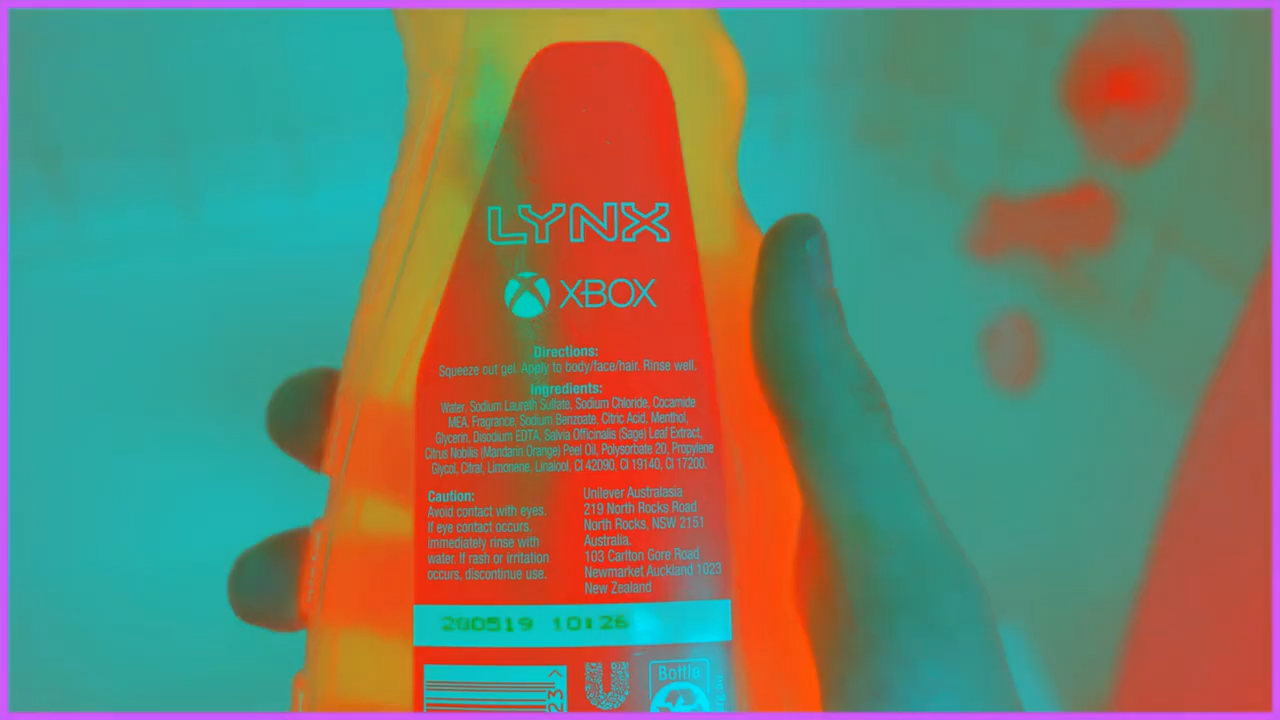 LYNX
XBOX
Directions:
Squeeze out gel. Apply to body/face/hair. Rinse well.
Ingredients:
Water, Sodium Laureth Sulfate, Sodium Chloride, Cocamide
MEA, Fragrance, Sodium Benzoate, Citric Acid, Menthol,
Glycerin, Disodium EDTA, Salvia Officinalis (Sage) Leaf Extract,
Citrus Nobilis (Mandarin Orange) Peel Oil, Polysorbate 20, Propylene
Glycol, Citral, Limonene, Linalool, CI 42090, CI 19140, CI 17200.
Caution:
Avoid contact with eyes.
If eye contact occurs,
immediately rinse with
water. If rash or irritation
occurs, discontinue use.
Unilever Australasia
219 North Rocks Road
North Rocks, NSW 2151
Australia.
103 Carlton Gore Road
Newmarket Auckland 1023
New Zealand
280519 10:26
23 >
Bottle